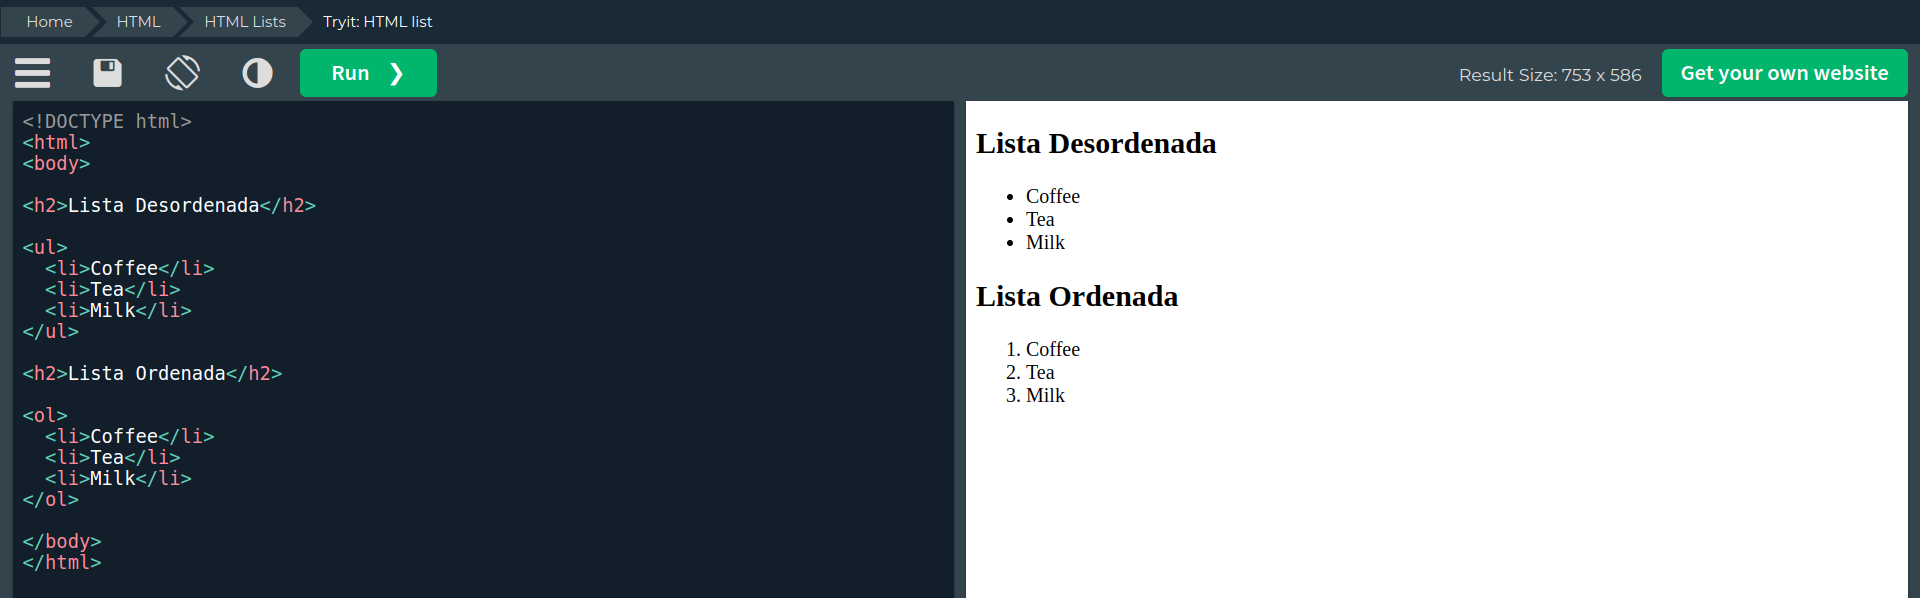 Home HTML HTML Lists Tryit: HTML list
Run ❯ Result Size: 753 x 586 Get your own website
<!DOCTYPE html>
<html>
<body>

<h2>Lista Desordenada</h2>

<ul>
  <li>Coffee</li>
  <li>Tea</li>
  <li>Milk</li>
</ul>

<h2>Lista Ordenada</h2>

<ol>
  <li>Coffee</li>
  <li>Tea</li>
  <li>Milk</li>
</ol>

</body>
</html>
Lista Desordenada
• Coffee
• Tea
• Milk
Lista Ordenada
1. Coffee
2. Tea
3. Milk